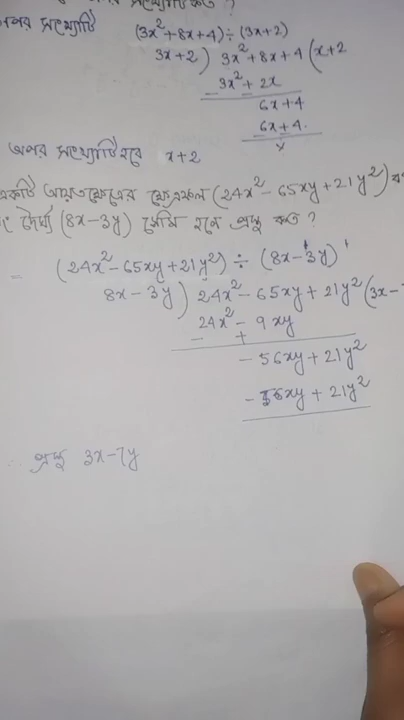 অপর সংখ্যাটি (3x²+8x+4)÷(3x+2)
3x+2) 3x²+8x+4 (x+2
3x²+2x
6x+4
6x+4
x
অপর সংখ্যাটি হবে x+2
একটি আয়তক্ষেত্রের ক্ষেত্রফল (24x²-65xy+21y²)
দৈর্ঘ্য (8x-3y) সেমি হলে প্রস্থ কত?
= (24x²-65xy+21y²)÷(8x-3y)
8x-3y) 24x²-65xy+21y² (3x-
24x²-9xy
- +
-56xy+21y²
-56xy+21y²
∴ প্রস্থ 3x-7y